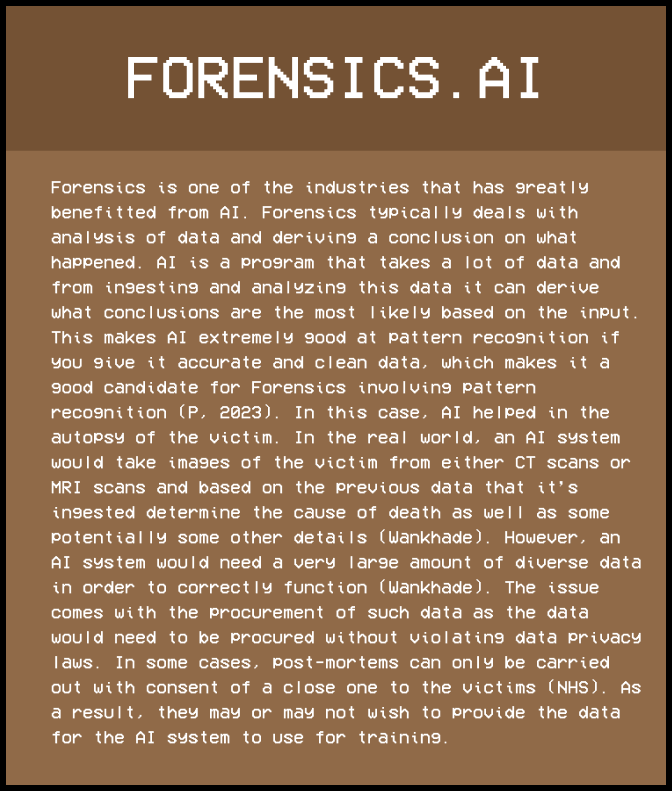 FORENSICS.AI
Forensics is one of the industries that has greatly
benefitted from AI. Forensics typically deals with
analysis of data and deriving a conclusion on what
happened. AI is a program that takes a lot of data and
from ingesting and analyzing this data it can derive
what conclusions are the most likely based on the input.
This makes AI extremely good at pattern recognition if
you give it accurate and clean data, which makes it a
good candidate for Forensics involving pattern
recognition (P, 2023). In this case, AI helped in the
autopsy of the victim. In the real world, an AI system
would take images of the victim from either CT scans or
MRI scans and based on the previous data that it's
ingested determine the cause of death as well as some
potentially some other details (Wankhade). However, an
AI system would need a very large amount of diverse data
in order to correctly function (Wankhade). The issue
comes with the procurement of such data as the data
would need to be procured without violating data privacy
laws. In some cases, post-mortems can only be carried
out with consent of a close one to the victims (NHS). As
a result, they may or may not wish to provide the data
for the AI system to use for training.